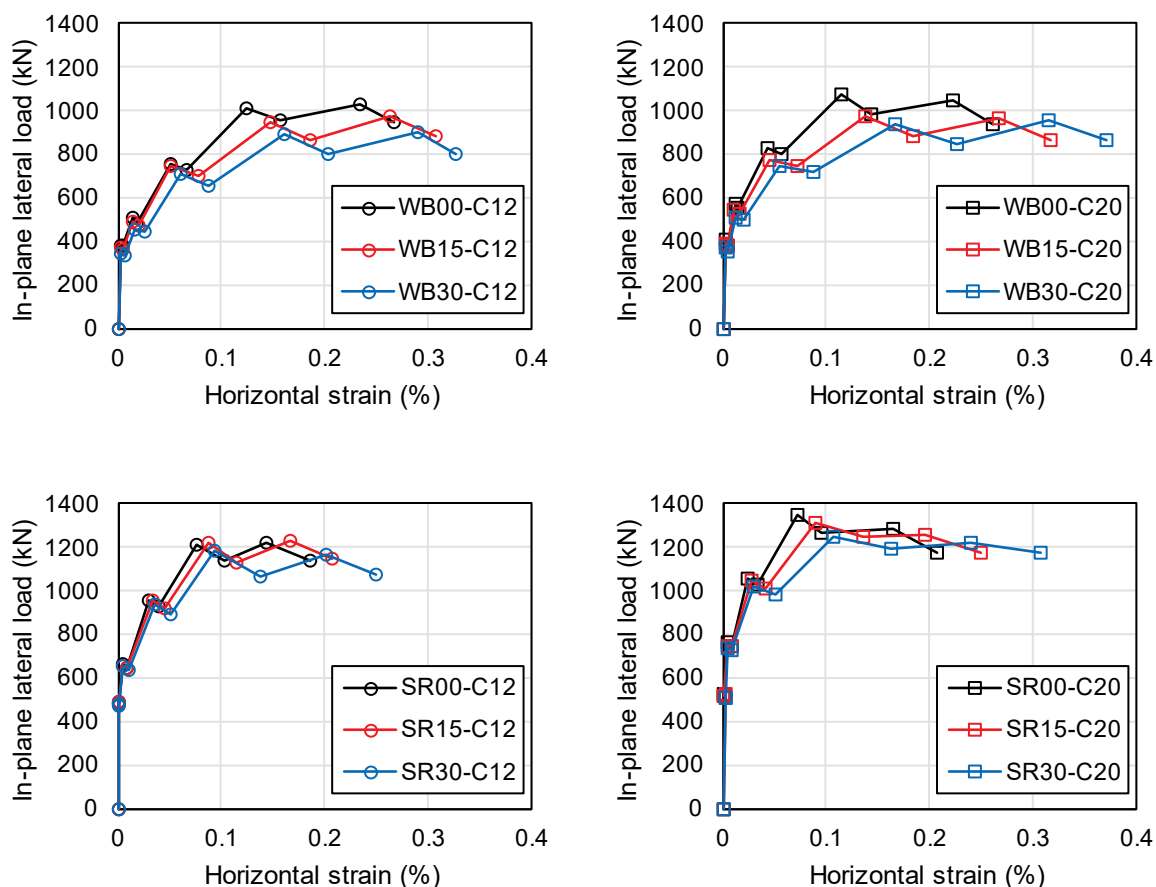 In-plane lateral load (kN)
1400
1200
1000
800
600
400
200
0
WB00-C12
WB15-C12
WB30-C12
0 0.1 0.2 0.3 0.4
Horizontal strain (%)
In-plane lateral load (kN)
1400
1200
1000
800
600
400
200
0
WB00-C20
WB15-C20
WB30-C20
0 0.1 0.2 0.3 0.4
Horizontal strain (%)
In-plane lateral load (kN)
1400
1200
1000
800
600
400
200
0
SR00-C12
SR15-C12
SR30-C12
0 0.1 0.2 0.3 0.4
Horizontal strain (%)
In-plane lateral load (kN)
1400
1200
1000
800
600
400
200
0
SR00-C20
SR15-C20
SR30-C20
0 0.1 0.2 0.3 0.4
Horizontal strain (%)